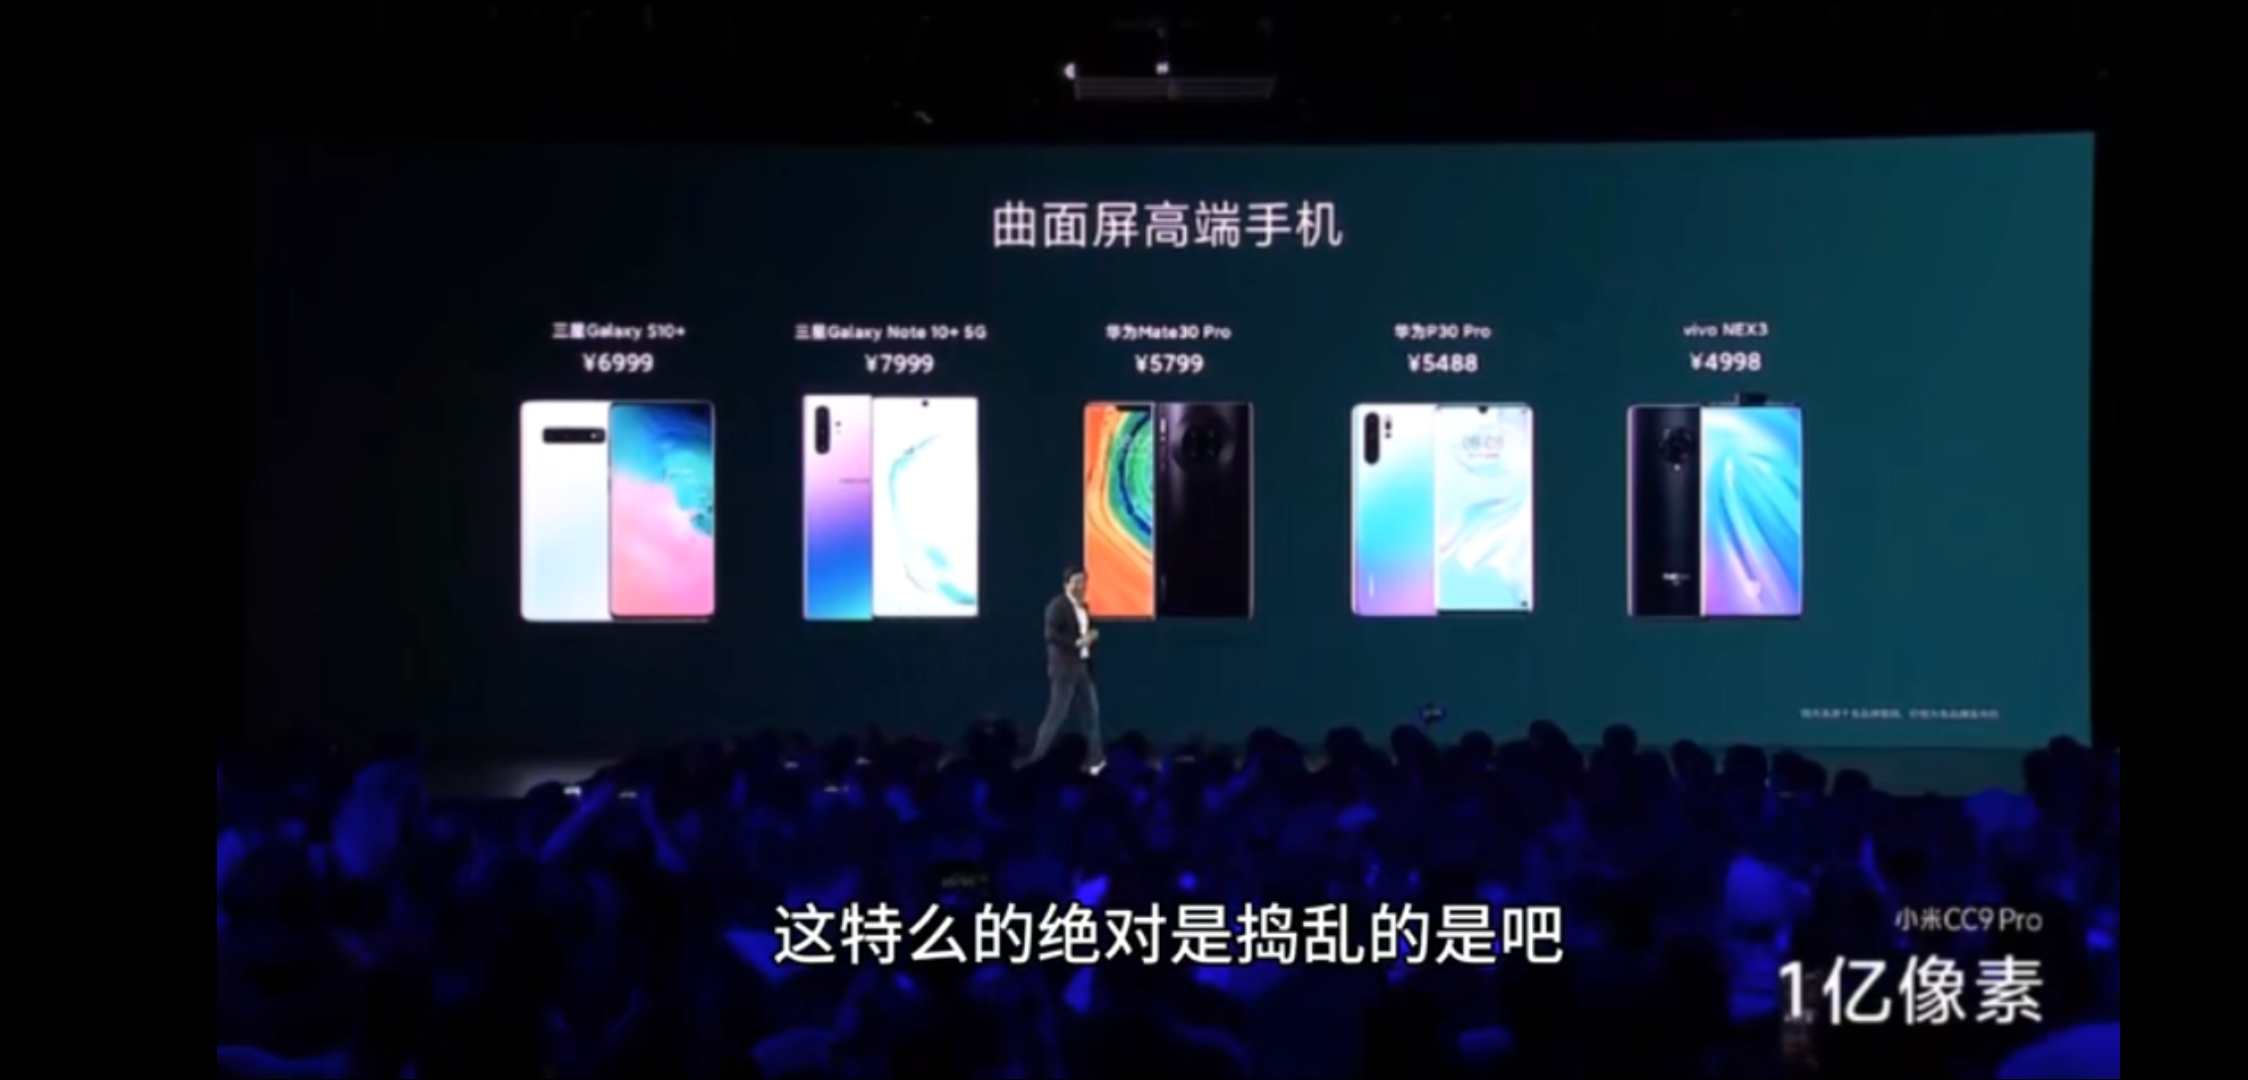 曲面屏高端手机
三星Galaxy S10+
¥6999
三星Galaxy Note 10+ 5G
¥7999
华为Mate30 Pro
¥5799
华为P30 Pro
¥5488
vivo NEX3
¥4998
这特么的绝对是捣乱的是吧
小米CC9 Pro
1亿像素